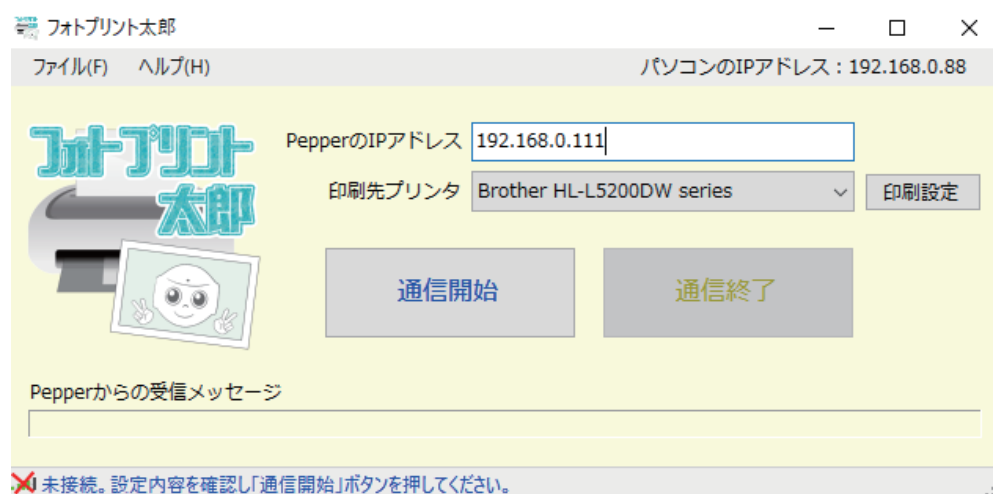 フォトプリント太郎
ファイル(F) ヘルプ(H) パソコンのIPアドレス：192.168.0.88
フォトプリント
太郎
PepperのIPアドレス 192.168.0.111
印刷先プリンタ Brother HL-L5200DW series 印刷設定
通信開始 通信終了
Pepperからの受信メッセージ
未接続。設定内容を確認し「通信開始」ボタンを押してください。